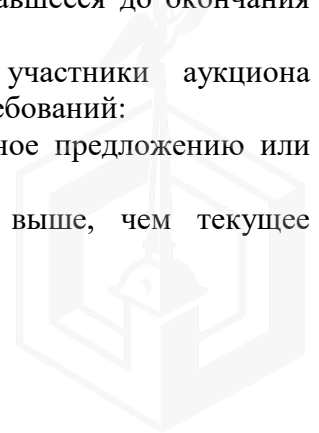 авшееся до окончания
участники аукциона
ебований:
ное предложению или
выше, чем текущее